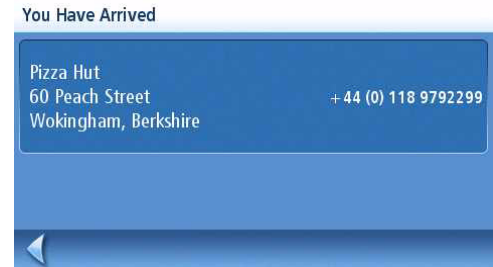 You Have Arrived
Pizza Hut
60 Peach Street
+44 (0) 118 9792299
Wokingham, Berkshire